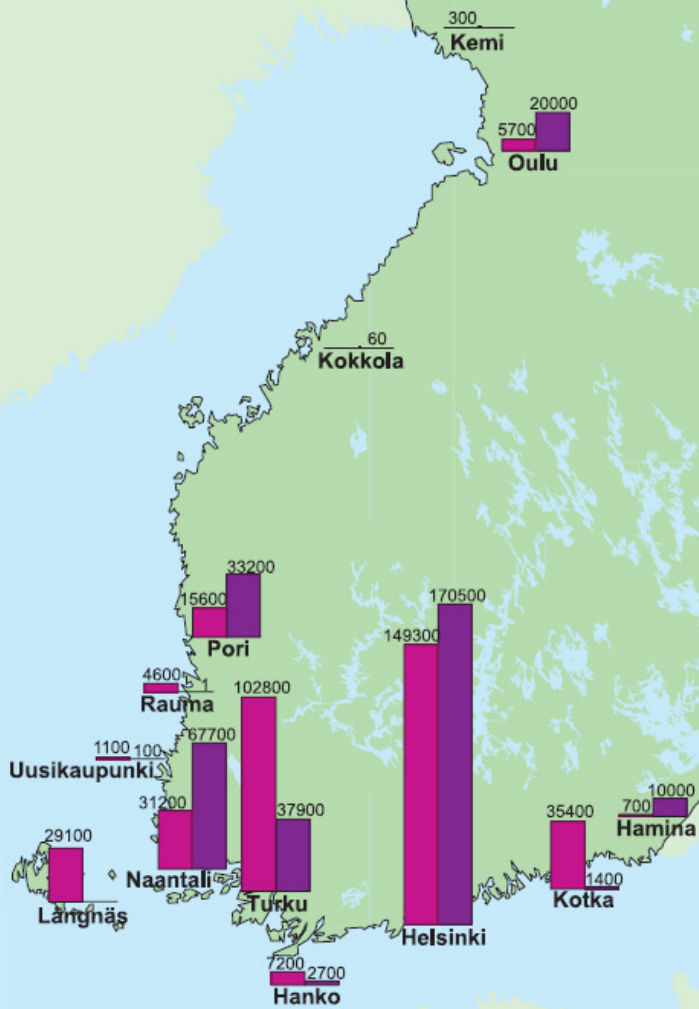 300
Kemi
20000
5700
Oulu
60
Kokkola
33200
15600
Pori
170500
149300
4600 1
Rauma
102800
1100 100
67700
Uusikaupunki
10000
700
Hamina
31200
37900
35400
29100
Naantali
1400
Turku
Kotka
Långnäs
Helsinki
7200
2700
Hanko